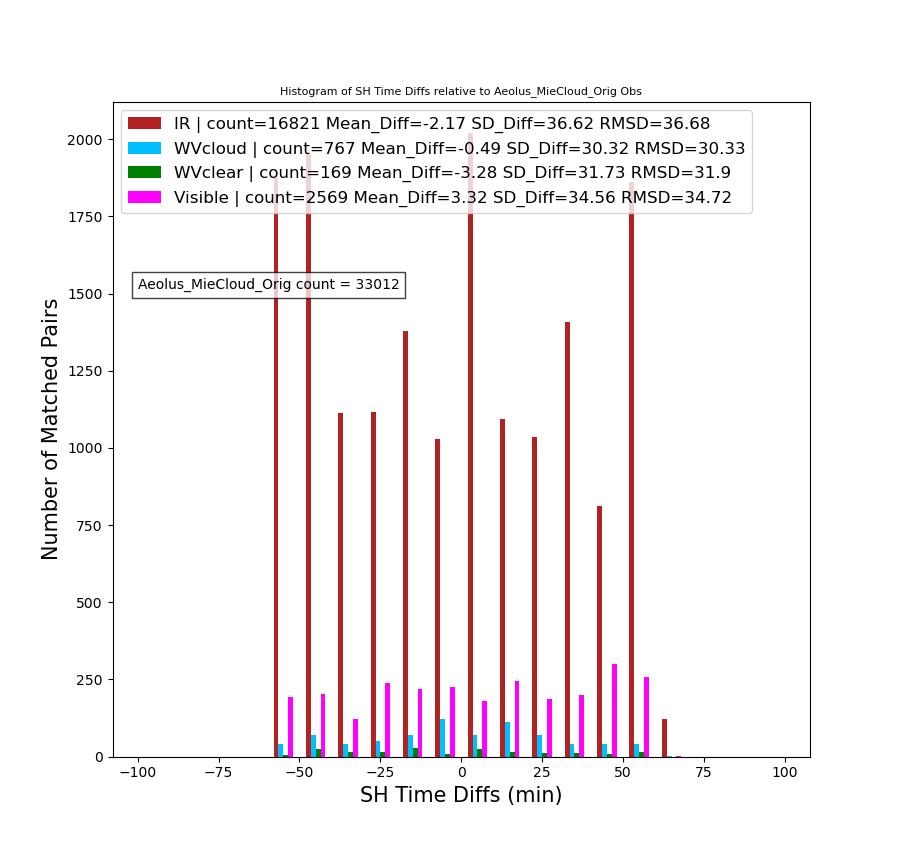 Histogram of SH Time Diffs relative to Aeolus_MieCloud_Orig Obs
IR | count=16821 Mean_Diff=-2.17 SD_Diff=36.62 RMSD=36.68
WVcloud | count=767 Mean_Diff=-0.49 SD_Diff=30.32 RMSD=30.33
WVclear | count=169 Mean_Diff=-3.28 SD_Diff=31.73 RMSD=31.9
Visible | count=2569 Mean_Diff=3.32 SD_Diff=34.56 RMSD=34.72
Aeolus_MieCloud_Orig count = 33012
Number of Matched Pairs
2000
1750
1500
1250
1000
750
500
250
0
−100 −75 −50 −25 0 25 50 75 100
SH Time Diffs (min)